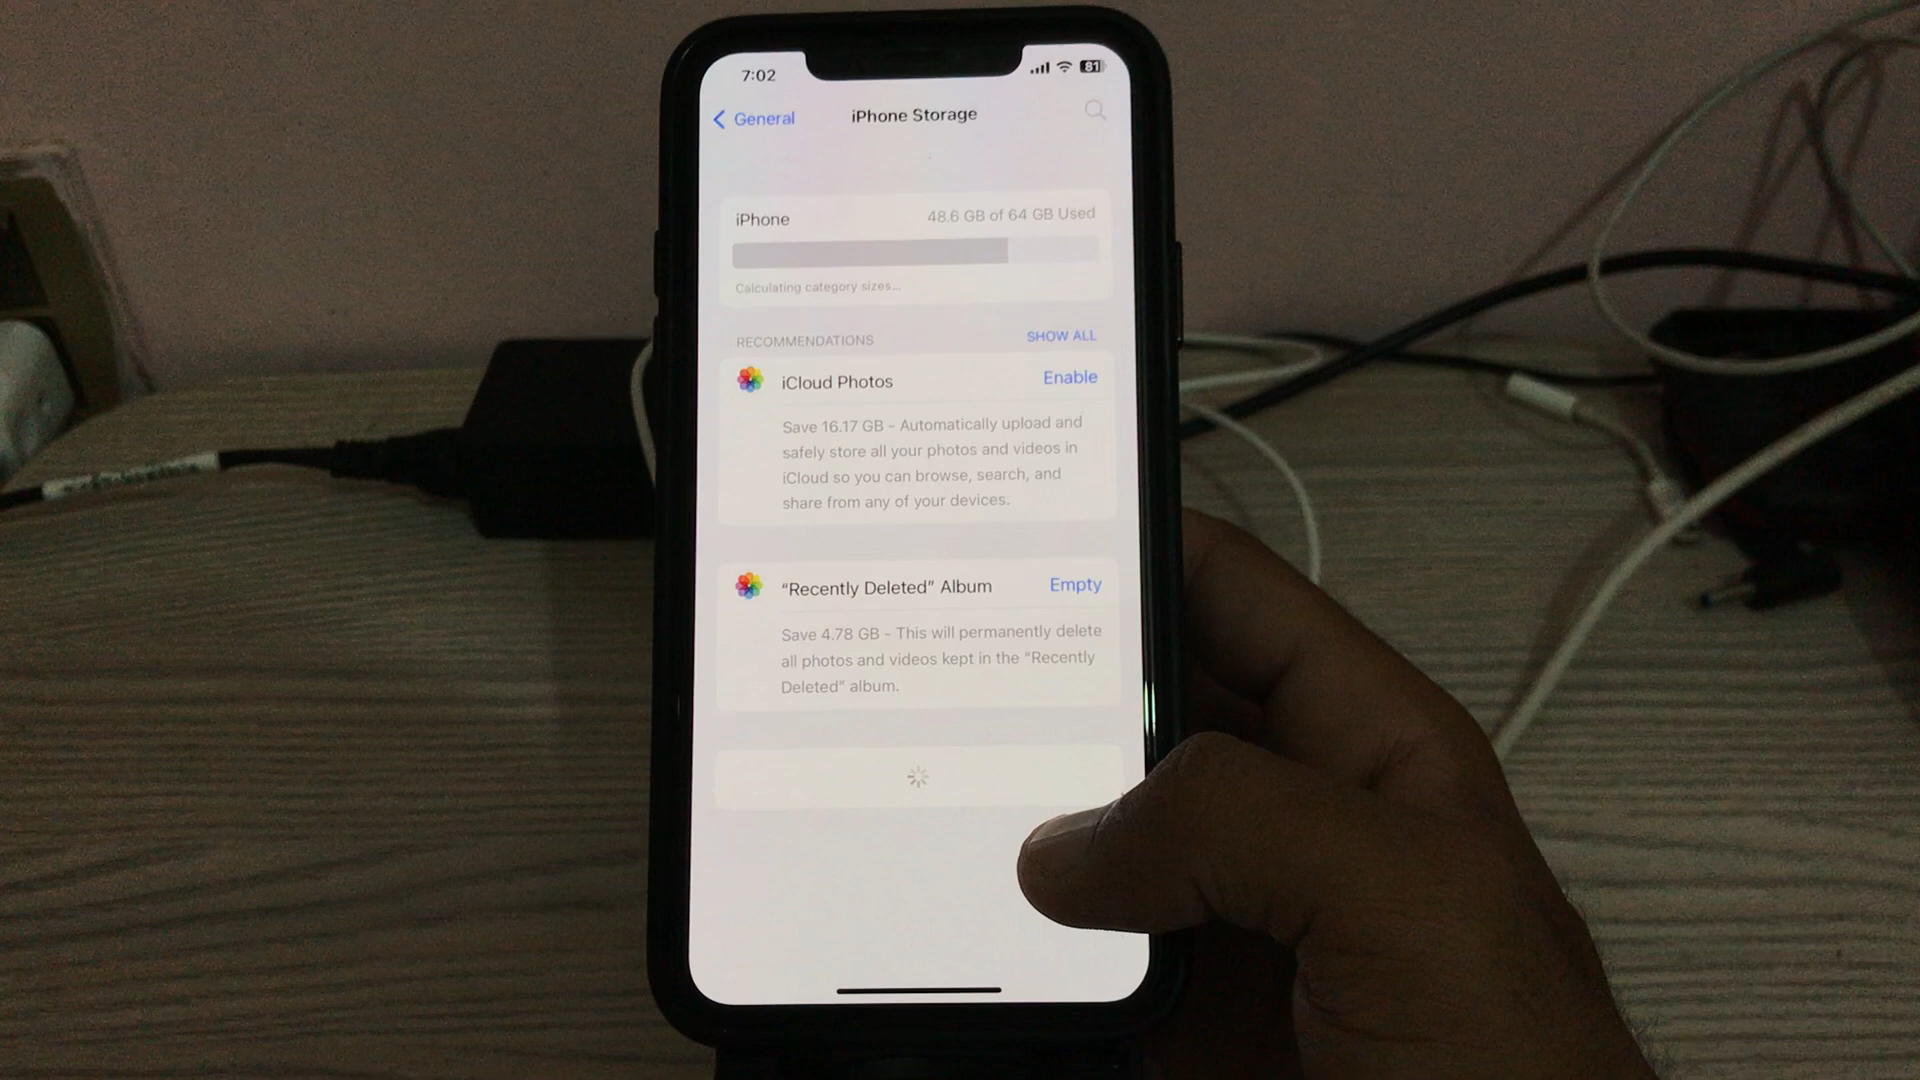 7:02
81
General
iPhone Storage
iPhone
48.6 GB of 64 GB Used
Calculating category sizes...
RECOMMENDATIONS
SHOW ALL
iCloud Photos
Enable
Save 16.17 GB - Automatically upload and
safely store all your photos and videos in
iCloud so you can browse, search, and
share from any of your devices.
“Recently Deleted” Album
Empty
Save 4.78 GB - This will permanently delete
all photos and videos kept in the “Recently
Deleted” album.